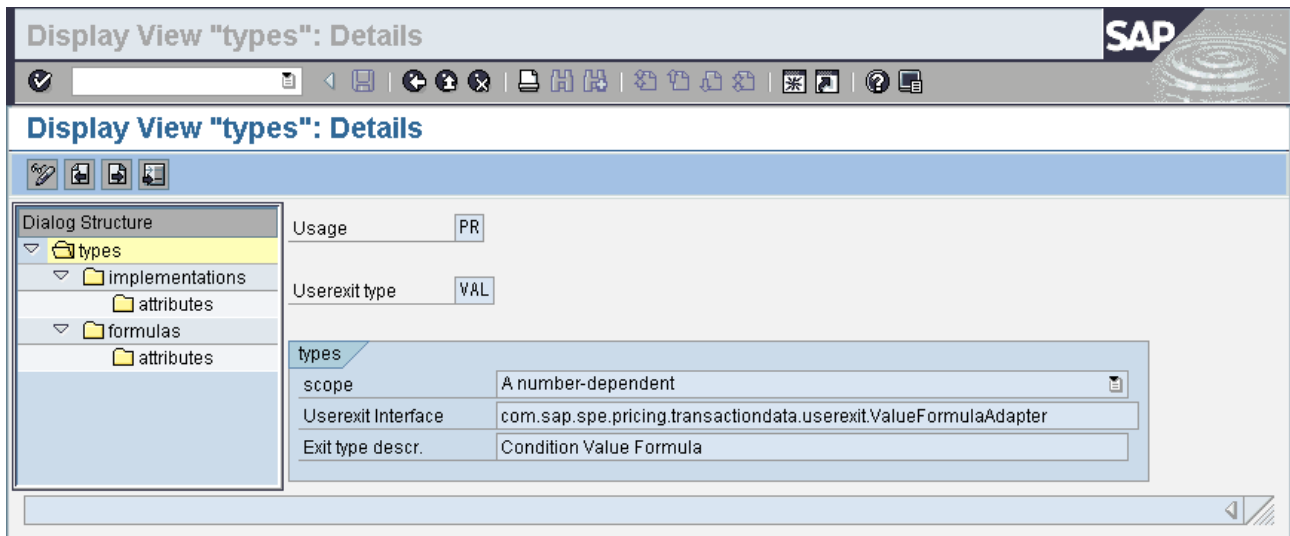 Display View "types": Details
SAP
Display View "types": Details
Dialog Structure
types
implementations
attributes
formulas
attributes
Usage PR
Userexit type VAL
types
scope A number-dependent
Userexit Interface com.sap.spe.pricing.transactiondata.userexit.ValueFormulaAdapter
Exit type descr. Condition Value Formula